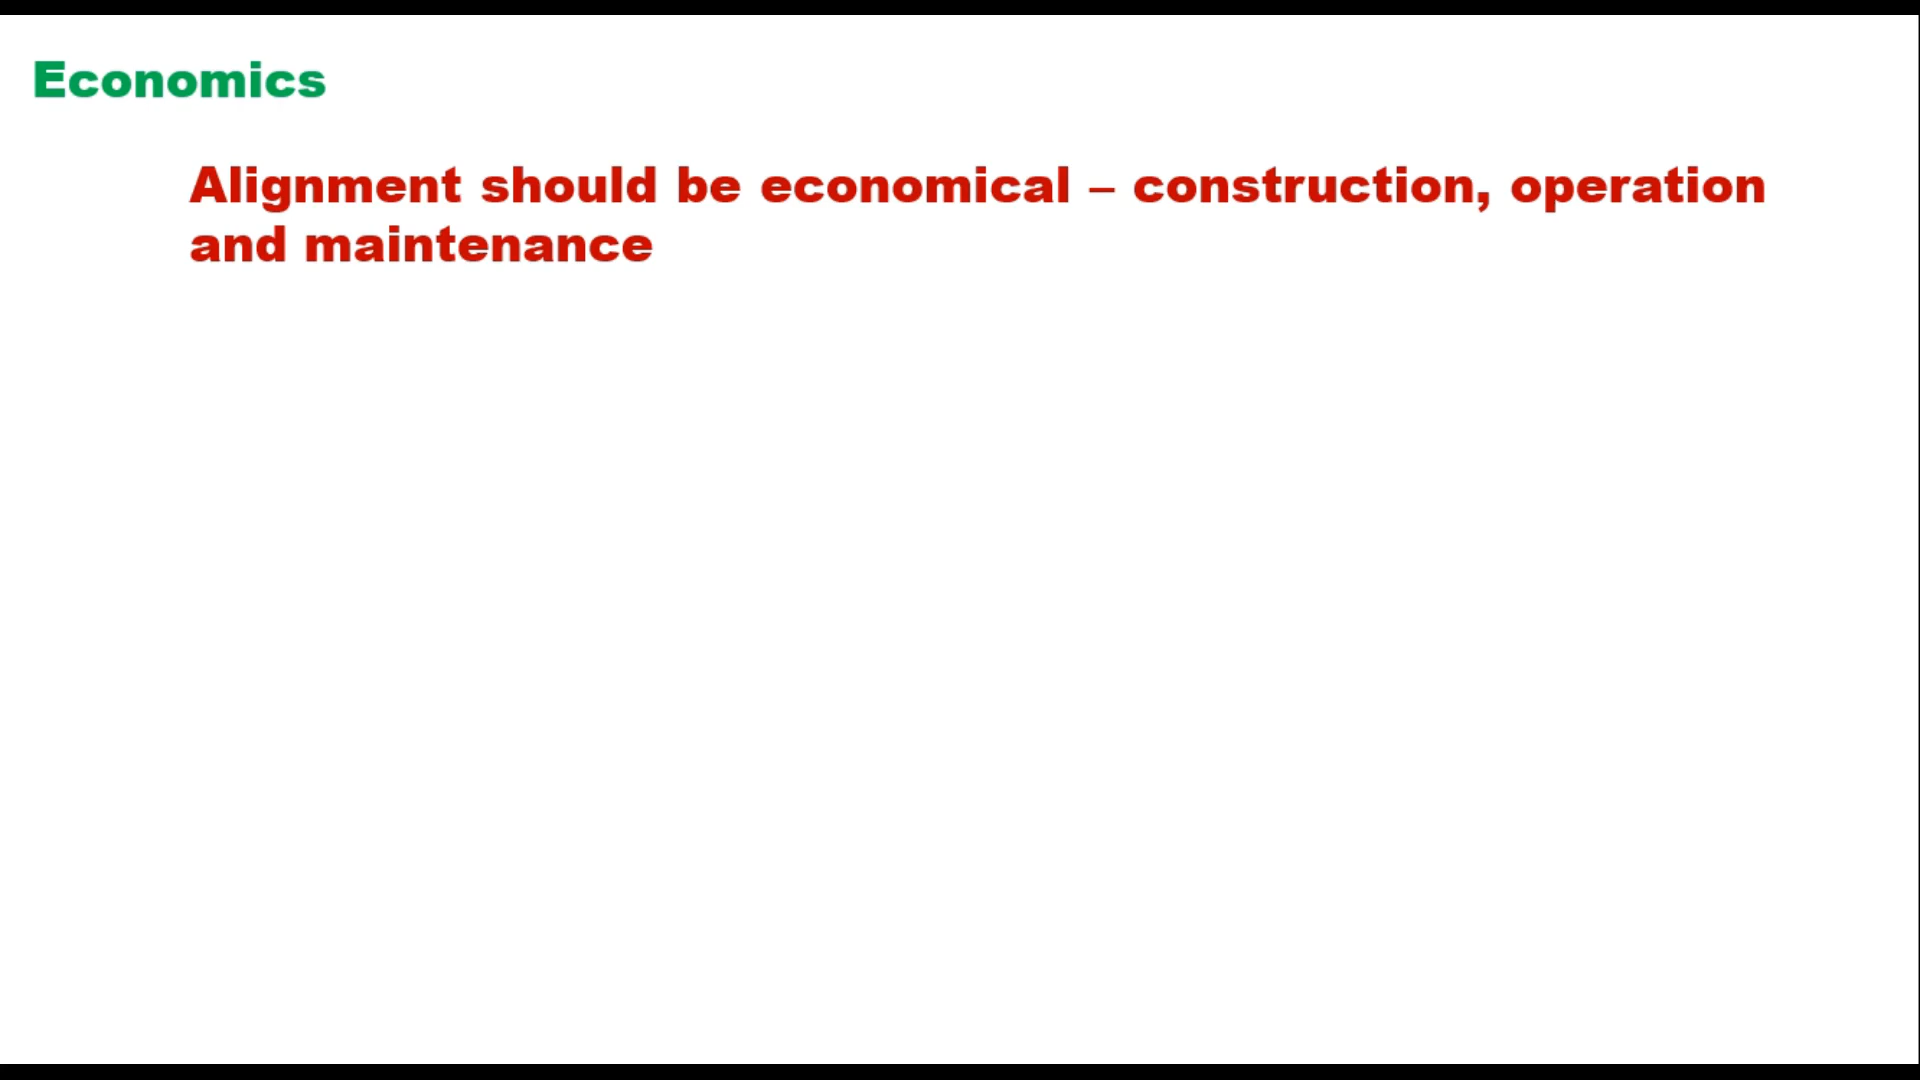 Economics
Alignment should be economical – construction, operation
and maintenance